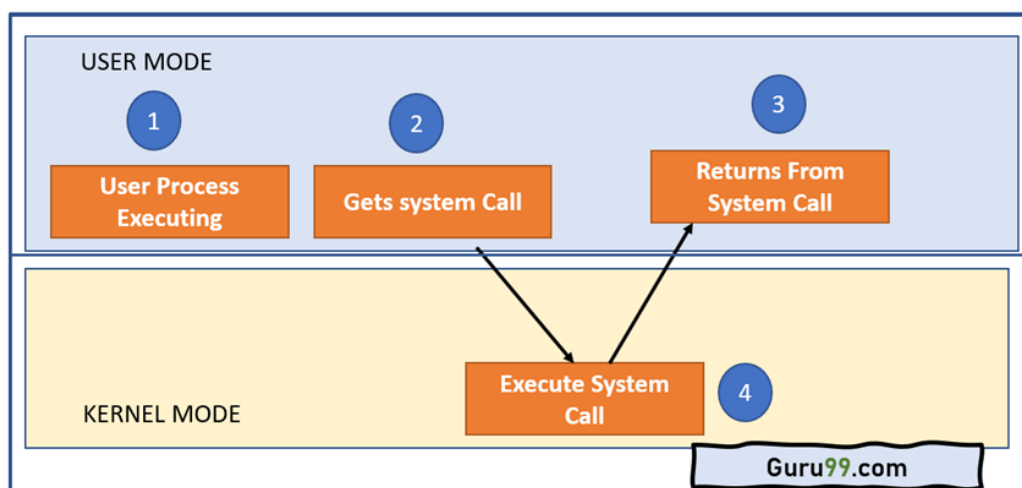 USER MODE
1
2
3
User Process
Executing
Gets system Call
Returns From
System Call
Execute System
Call
4
KERNEL MODE
Guru99.com